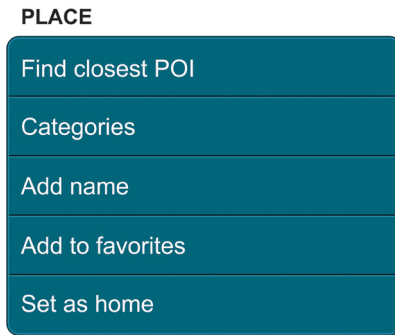 PLACE
Find closest POI
Categories
Add name
Add to favorites
Set as home